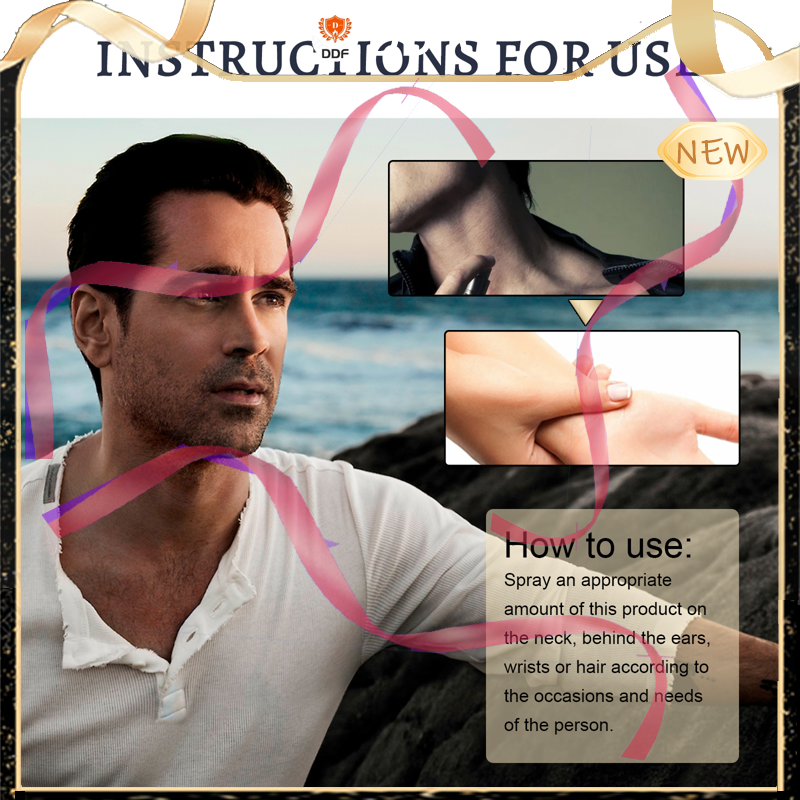 D
DDF
INSTRUCTIONS FOR USE
NEW
How to use:
Spray an appropriate
amount of this product on
the neck, behind the ears,
wrists or hair according to
the occasions and needs
of the person.